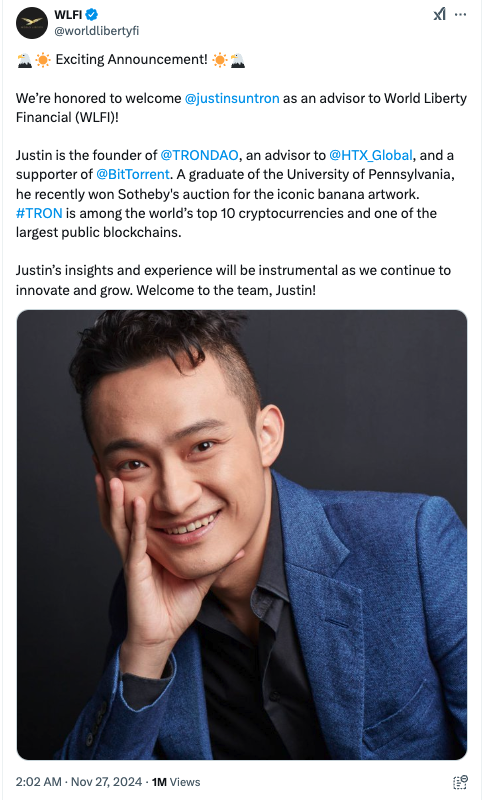 WLFI
@worldlibertyfi
🦅☀️ Exciting Announcement! ☀️🦅
We’re honored to welcome @justinsuntron as an advisor to World Liberty
Financial (WLFI)!
Justin is the founder of @TRONDAO, an advisor to @HTX_Global, and a
supporter of @BitTorrent. A graduate of the University of Pennsylvania,
he recently won Sotheby's auction for the iconic banana artwork.
#TRON is among the world’s top 10 cryptocurrencies and one of the
largest public blockchains.
Justin’s insights and experience will be instrumental as we continue to
innovate and grow. Welcome to the team, Justin!
2:02 AM · Nov 27, 2024 · 1M Views